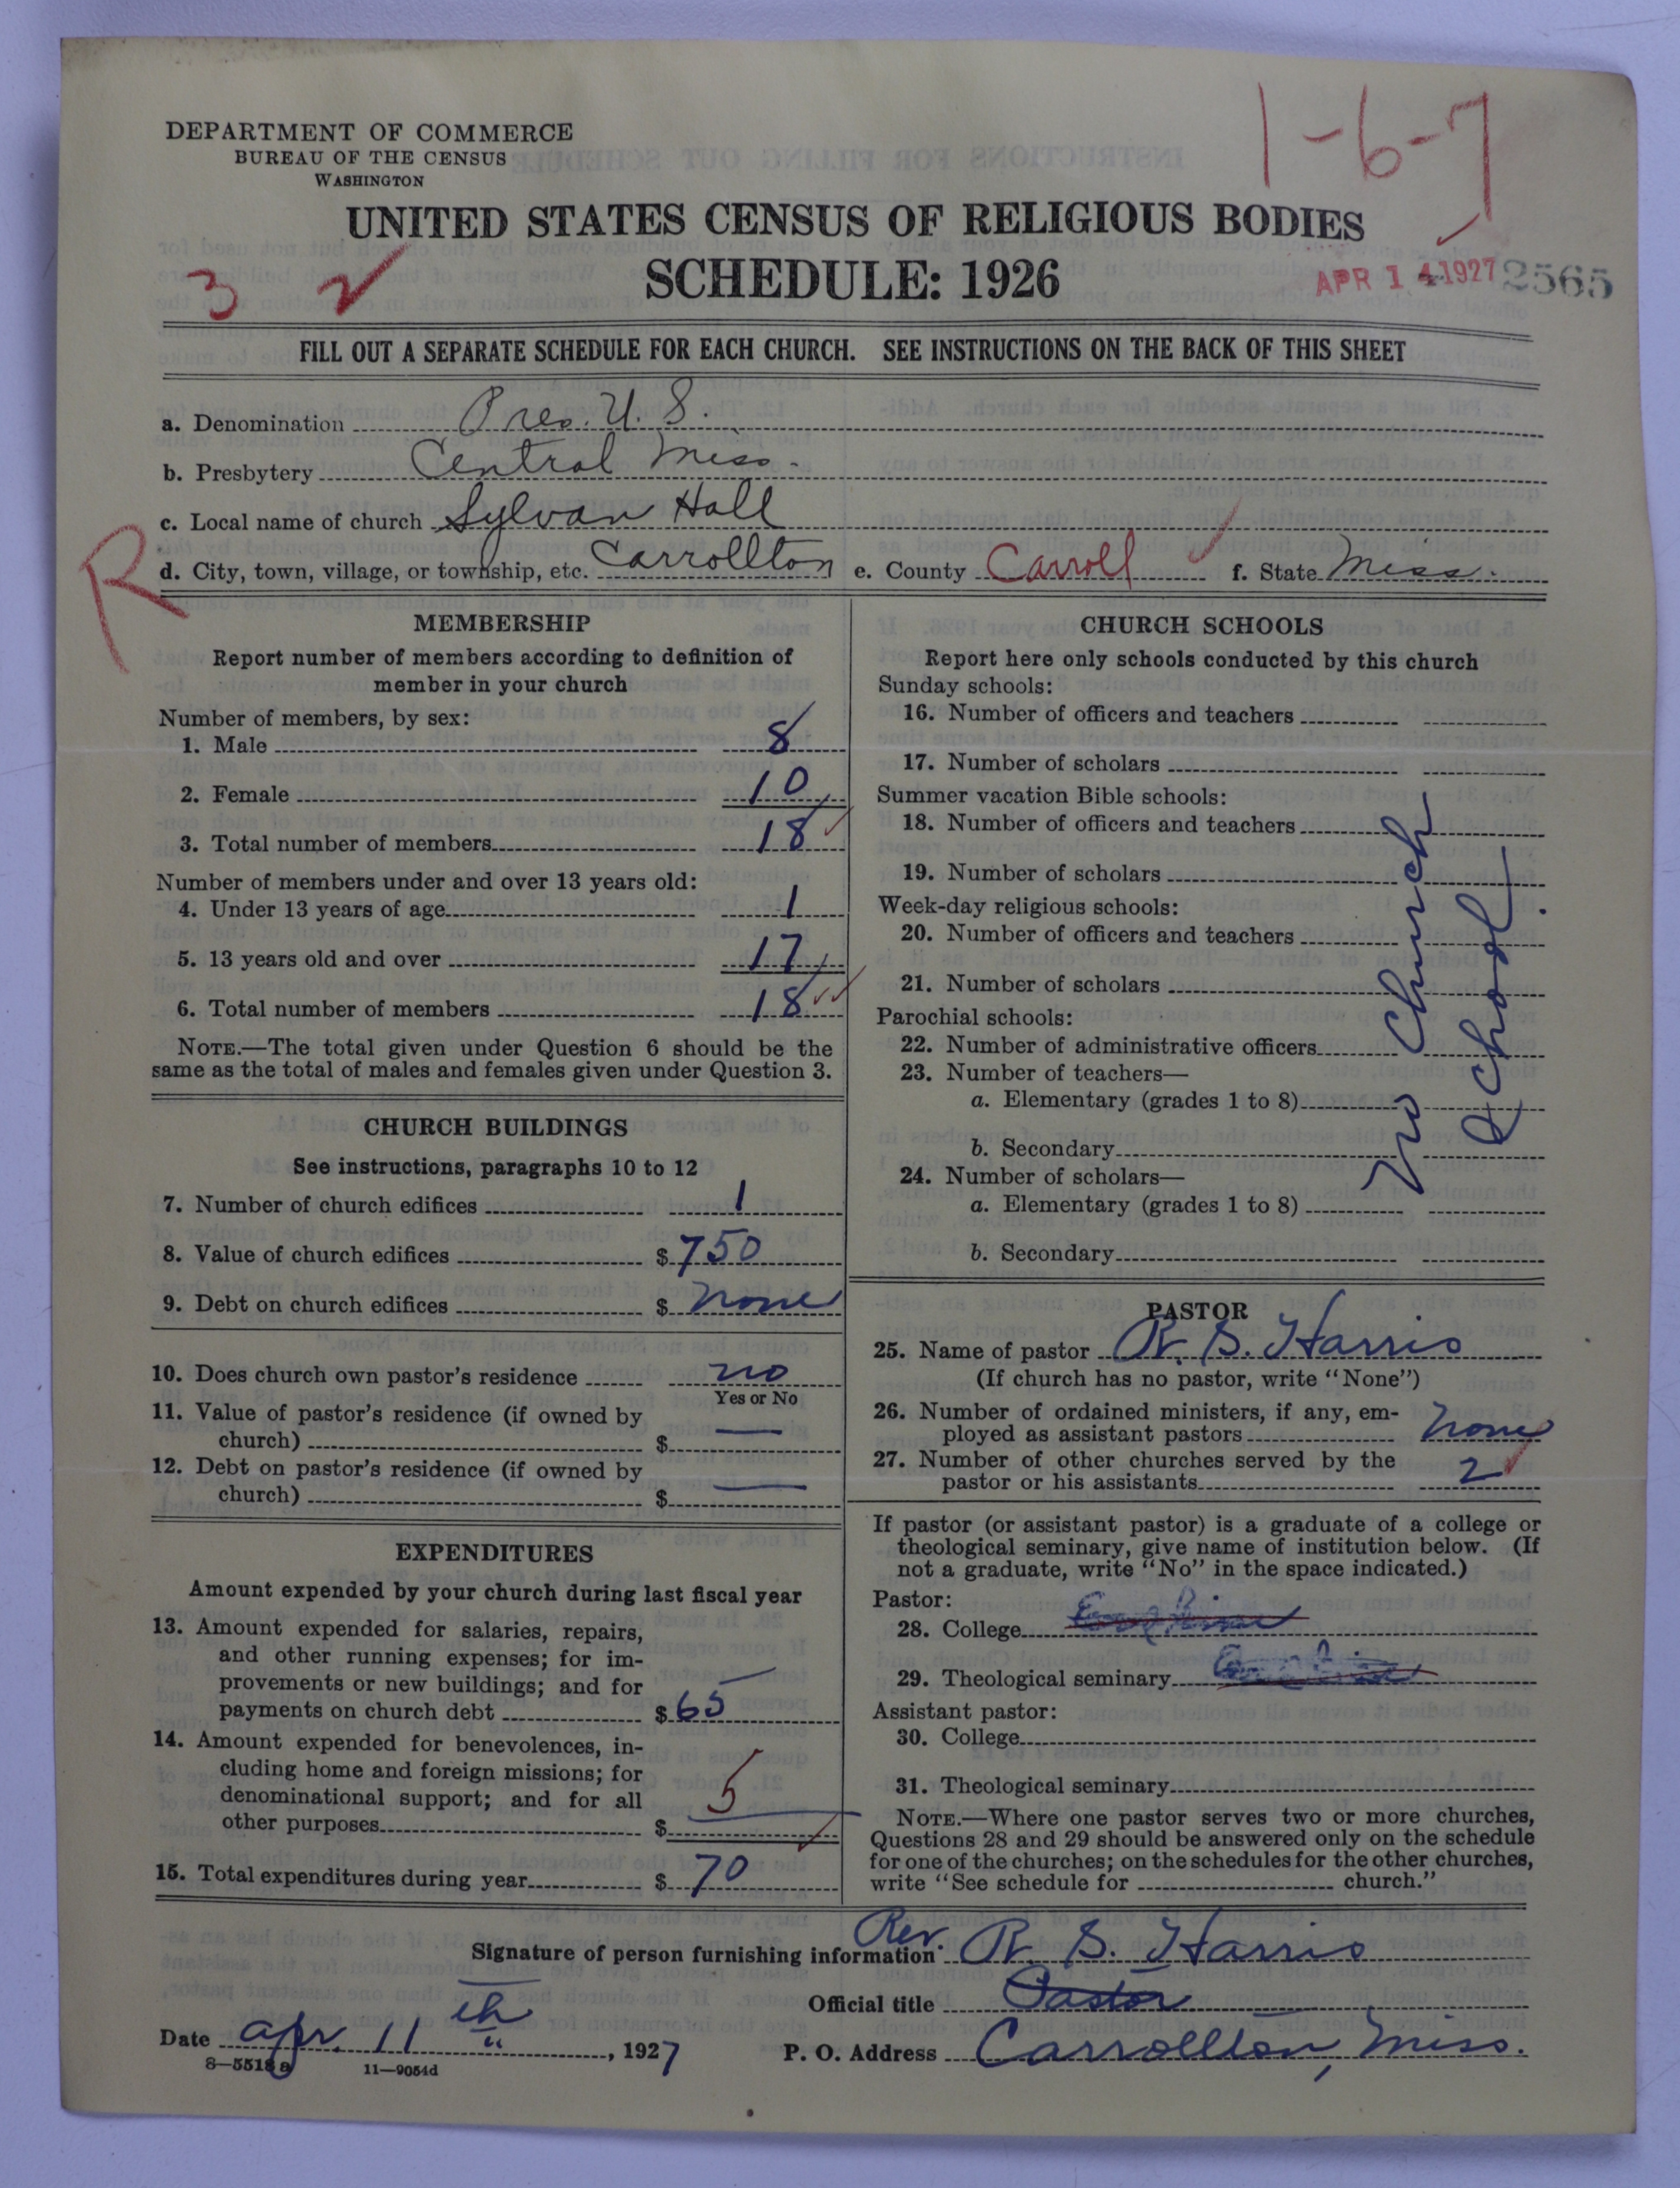 DEPARTMENT OF COMMERCE
BUREAU OF THE CENSUS
WASHINGTON
1-6-7
UNITED STATES CENSUS OF RELIGIOUS BODIES
SCHEDULE: 1926
3
APR 14 1927
2565
FILL OUT A SEPARATE SCHEDULE FOR EACH CHURCH. SEE INSTRUCTIONS ON THE BACK OF THIS SHEET
a. Denomination Pres. U. S.
b. Presbytery Central Miss.
c. Local name of church Sylvan Hall
R
d. City, town, village, or township, etc. Carrollton e. County Carroll f. State Miss.
MEMBERSHIP
Report number of members according to definition of
member in your church
Number of members, by sex:
1. Male 8
2. Female 10
3. Total number of members 18
Number of members under and over 13 years old:
4. Under 13 years of age 1
5. 13 years old and over 17
6. Total number of members 18
NOTE.—The total given under Question 6 should be the
same as the total of males and females given under Question 3.
CHURCH BUILDINGS
See instructions, paragraphs 10 to 12
7. Number of church edifices 1
8. Value of church edifices $ 750
9. Debt on church edifices $ none
10. Does church own pastor's residence no
Yes or No
11. Value of pastor's residence (if owned by
church) $ —
12. Debt on pastor's residence (if owned by
church) $ —
EXPENDITURES
Amount expended by your church during last fiscal year
13. Amount expended for salaries, repairs,
and other running expenses; for im-
provements or new buildings; and for
payments on church debt $ 65
14. Amount expended for benevolences, in-
cluding home and foreign missions; for
denominational support; and for all
other purposes $ 5
15. Total expenditures during year $ 70
CHURCH SCHOOLS
Report here only schools conducted by this church
Sunday schools:
16. Number of officers and teachers
17. Number of scholars
Summer vacation Bible schools:
18. Number of officers and teachers
19. Number of scholars
Week-day religious schools:
20. Number of officers and teachers
21. Number of scholars
Parochial schools:
22. Number of administrative officers
23. Number of teachers—
a. Elementary (grades 1 to 8)
b. Secondary
24. Number of scholars—
a. Elementary (grades 1 to 8)
b. Secondary
no church
school.
PASTOR
25. Name of pastor R. S. Harris
(If church has no pastor, write "None")
26. Number of ordained ministers, if any, em-
ployed as assistant pastors none
27. Number of other churches served by the
pastor or his assistants 2
If pastor (or assistant pastor) is a graduate of a college or
theological seminary, give name of institution below. (If
not a graduate, write "No" in the space indicated.)
Pastor:
28. College
29. Theological seminary
Assistant pastor:
30. College
31. Theological seminary
NOTE.—Where one pastor serves two or more churches,
Questions 28 and 29 should be answered only on the schedule
for one of the churches; on the schedules for the other churches,
write "See schedule for church."
Signature of person furnishing information Rev. R. S. Harris
Official title Pastor
Date Apr. 11th, 1927
P. O. Address Carrollton, Miss.
8—5518a 11—9054d